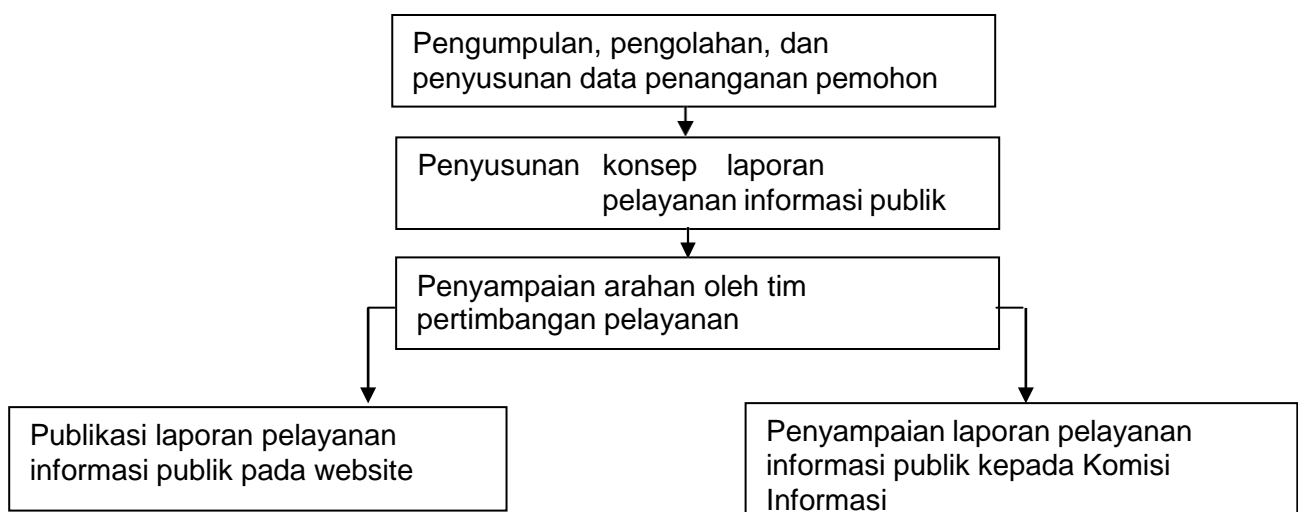 Pengumpulan, pengolahan, dan
penyusunan data penanganan pemohon
Penyusunan konsep laporan
pelayanan informasi publik
Penyampaian arahan oleh tim
pertimbangan pelayanan
Publikasi laporan pelayanan
informasi publik pada website
Penyampaian laporan pelayanan
informasi publik kepada Komisi
Informasi